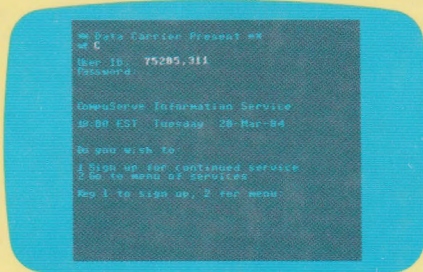 ** Data Carrier Present **
^C
User ID: 75205,311
Password:
CompuServe Information Service
18:00 EST Tuesday 20-Mar-84
Do you wish to
1 Sign up for continued service
2 Go to menu of services
Key 1 to sign up, 2 for menu